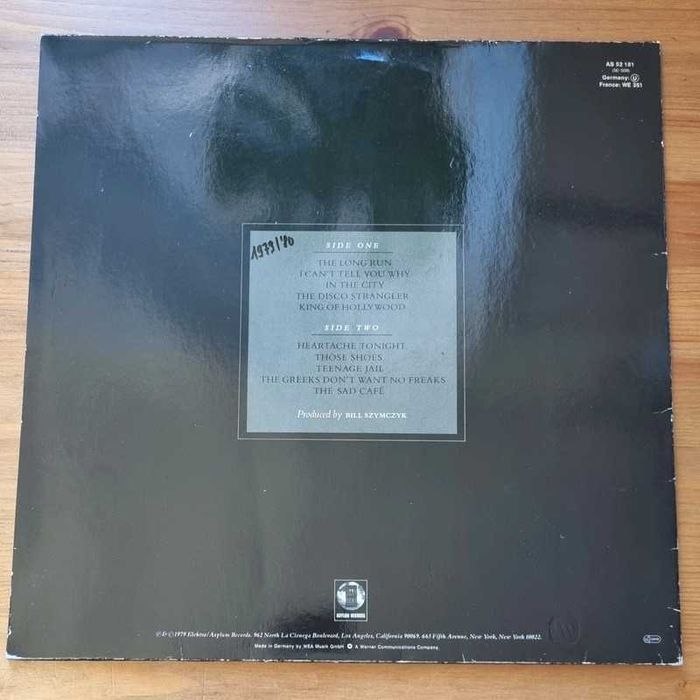 AS 52 181
(5E-508)
Germany: U
France: WE 351
1979/80
SIDE ONE
THE LONG RUN
I CAN'T TELL YOU WHY
IN THE CITY
THE DISCO STRANGLER
KING OF HOLLYWOOD
SIDE TWO
HEARTACHE TONIGHT
THOSE SHOES
TEENAGE JAIL
THE GREEKS DON'T WANT NO FREAKS
THE SAD CAFÉ
Produced by BILL SZYMCZYK
ASYLUM RECORDS
℗&©1979 Elektra/Asylum Records. 962 North La Cienega Boulevard, Los Angeles, California 90069. 665 Fifth Avenue, New York, New York 10022.
Made in Germany by WEA Musik GmbH A Warner Communications Company.